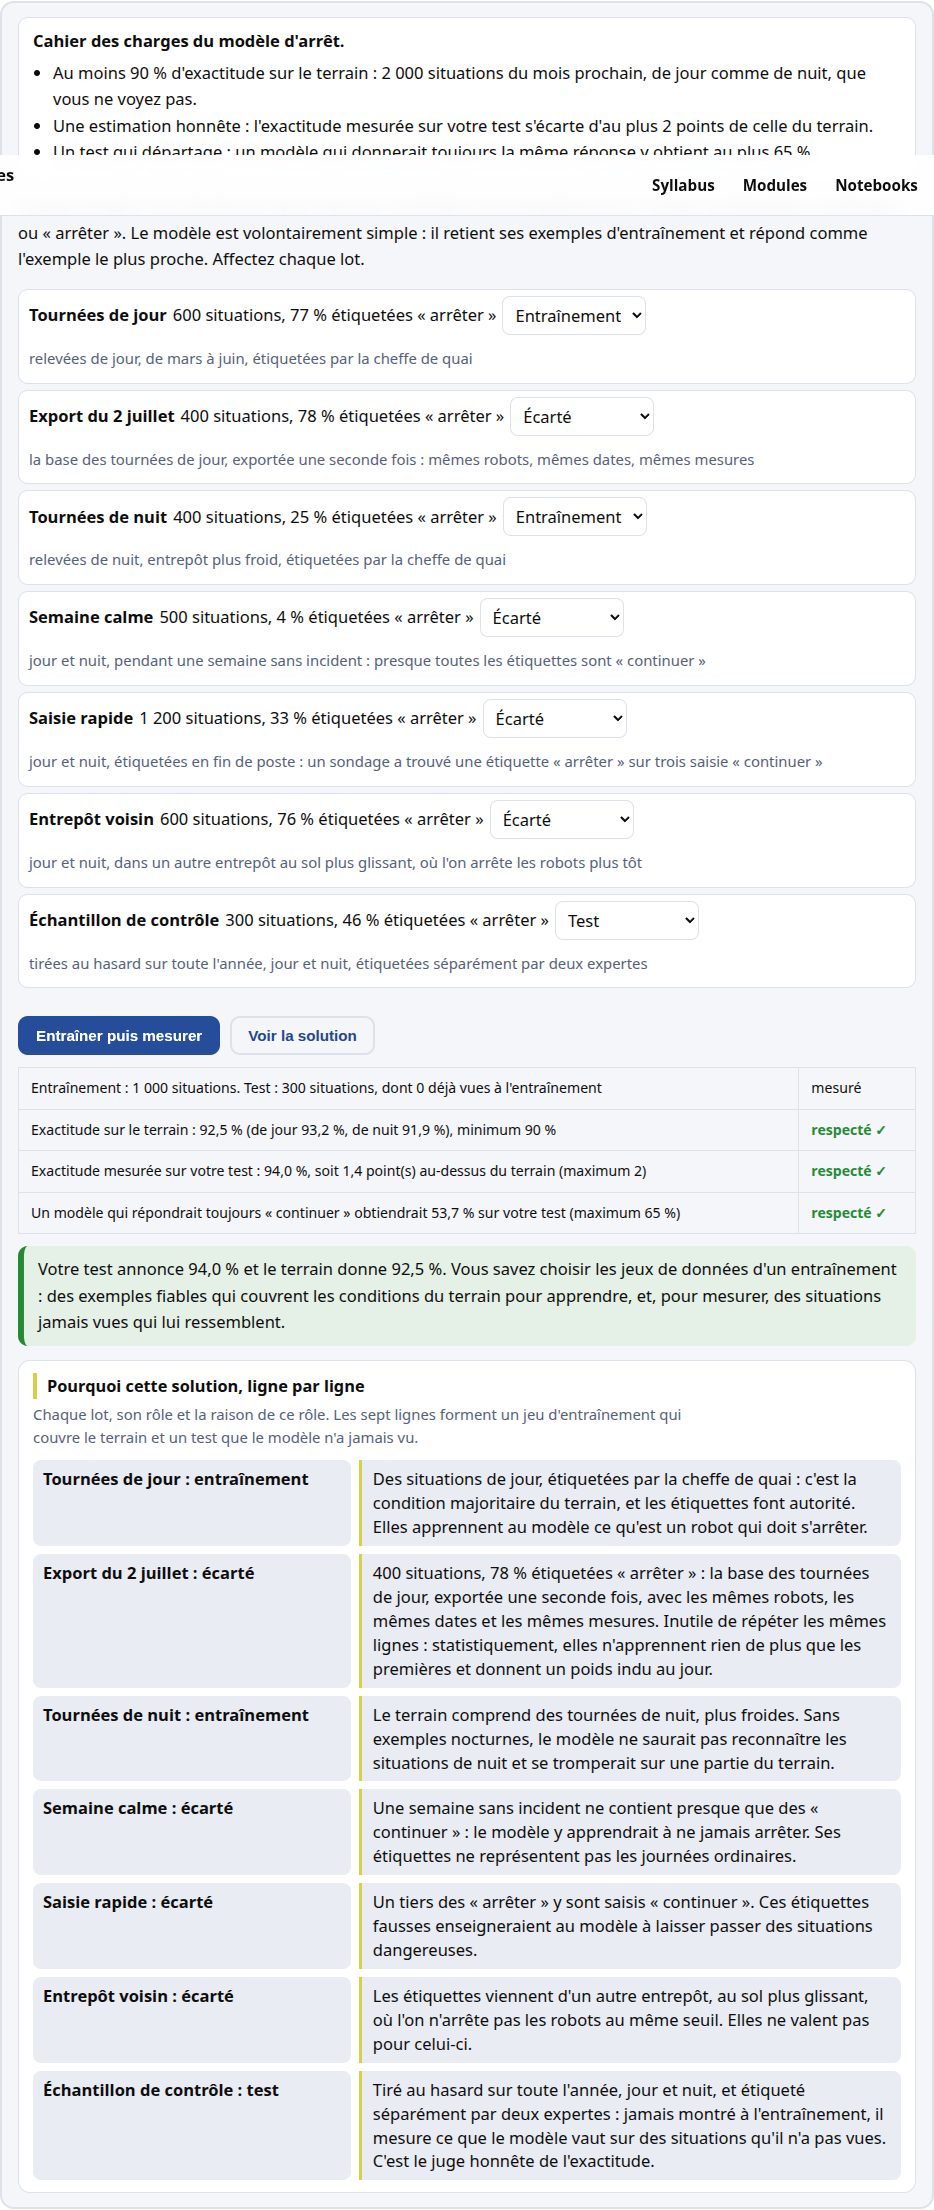 Cahier des charges du modèle d'arrêt.
• Au moins 90 % d'exactitude sur le terrain : 2 000 situations du mois prochain, de jour comme de nuit, que
vous ne voyez pas.
• Une estimation honnête : l'exactitude mesurée sur votre test s'écarte d'au plus 2 points de celle du terrain.
• Un test qui départage : un modèle qui donnerait toujours la même réponse y obtient au plus 65 %.
es
Syllabus Modules Notebooks
ou « arrêter ». Le modèle est volontairement simple : il retient ses exemples d'entraînement et répond comme
l'exemple le plus proche. Affectez chaque lot.
Tournées de jour 600 situations, 77 % étiquetées « arrêter » Entraînement
relevées de jour, de mars à juin, étiquetées par la cheffe de quai
Export du 2 juillet 400 situations, 78 % étiquetées « arrêter » Écarté
la base des tournées de jour, exportée une seconde fois : mêmes robots, mêmes dates, mêmes mesures
Tournées de nuit 400 situations, 25 % étiquetées « arrêter » Entraînement
relevées de nuit, entrepôt plus froid, étiquetées par la cheffe de quai
Semaine calme 500 situations, 4 % étiquetées « arrêter » Écarté
jour et nuit, pendant une semaine sans incident : presque toutes les étiquettes sont « continuer »
Saisie rapide 1 200 situations, 33 % étiquetées « arrêter » Écarté
jour et nuit, étiquetées en fin de poste : un sondage a trouvé une étiquette « arrêter » sur trois saisie « continuer »
Entrepôt voisin 600 situations, 76 % étiquetées « arrêter » Écarté
jour et nuit, dans un autre entrepôt au sol plus glissant, où l'on arrête les robots plus tôt
Échantillon de contrôle 300 situations, 46 % étiquetées « arrêter » Test
tirées au hasard sur toute l'année, jour et nuit, étiquetées séparément par deux expertes
Entraîner puis mesurer Voir la solution
Entraînement : 1 000 situations. Test : 300 situations, dont 0 déjà vues à l'entraînement mesuré
Exactitude sur le terrain : 92,5 % (de jour 93,2 %, de nuit 91,9 %), minimum 90 % respecté ✓
Exactitude mesurée sur votre test : 94,0 %, soit 1,4 point(s) au-dessus du terrain (maximum 2) respecté ✓
Un modèle qui répondrait toujours « continuer » obtiendrait 53,7 % sur votre test (maximum 65 %) respecté ✓
Votre test annonce 94,0 % et le terrain donne 92,5 %. Vous savez choisir les jeux de données d'un entraînement
: des exemples fiables qui couvrent les conditions du terrain pour apprendre, et, pour mesurer, des situations
jamais vues qui lui ressemblent.
Pourquoi cette solution, ligne par ligne
Chaque lot, son rôle et la raison de ce rôle. Les sept lignes forment un jeu d'entraînement qui
couvre le terrain et un test que le modèle n'a jamais vu.
Tournées de jour : entraînement
Des situations de jour, étiquetées par la cheffe de quai : c'est la
condition majoritaire du terrain, et les étiquettes font autorité.
Elles apprennent au modèle ce qu'est un robot qui doit s'arrêter.
Export du 2 juillet : écarté
400 situations, 78 % étiquetées « arrêter » : la base des tournées
de jour, exportée une seconde fois, avec les mêmes robots, les
mêmes dates et les mêmes mesures. Inutile de répéter les mêmes
lignes : statistiquement, elles n'apprennent rien de plus que les
premières et donnent un poids indu au jour.
Tournées de nuit : entraînement
Le terrain comprend des tournées de nuit, plus froides. Sans
exemples nocturnes, le modèle ne saurait pas reconnaître les
situations de nuit et se tromperait sur une partie du terrain.
Semaine calme : écarté
Une semaine sans incident ne contient presque que des «
continuer » : le modèle y apprendrait à ne jamais arrêter. Ses
étiquettes ne représentent pas les journées ordinaires.
Saisie rapide : écarté
Un tiers des « arrêter » y sont saisis « continuer ». Ces étiquettes
fausses enseigneraient au modèle à laisser passer des situations
dangereuses.
Entrepôt voisin : écarté
Les étiquettes viennent d'un autre entrepôt, au sol plus glissant,
où l'on n'arrête pas les robots au même seuil. Elles ne valent pas
pour celui-ci.
Échantillon de contrôle : test
Tiré au hasard sur toute l'année, jour et nuit, et étiqueté
séparément par deux expertes : jamais montré à l'entraînement, il
mesure ce que le modèle vaut sur des situations qu'il n'a pas vues.
C'est le juge honnête de l'exactitude.